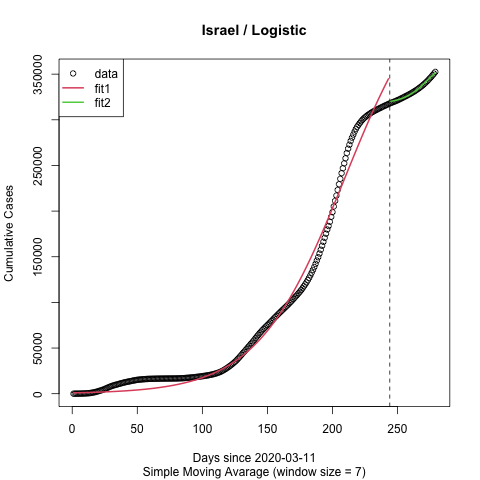 Israel / Logistic
data
fit1
fit2
Cumulative Cases
350000
250000
150000
50000
0
0 50 100 150 200 250
Days since 2020-03-11
Simple Moving Avarage (window size = 7)